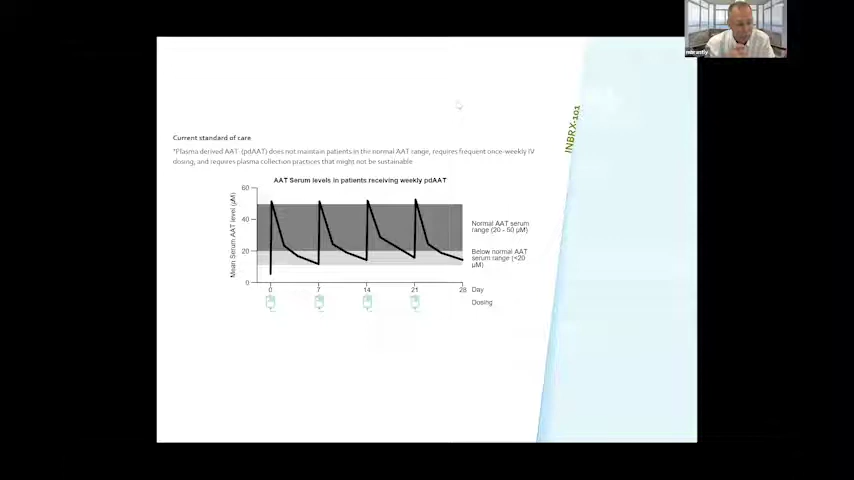 INBRX-101
Current standard of care
*Plasma derived AAT (pdAAT) does not maintain patients in the normal AAT range, requires frequent once-weekly IV
dosing, and requires plasma collection practices that might not be sustainable
AAT Serum levels in patients receiving weekly pdAAT
Mean Serum AAT level (µM)
60
40
20
0
Normal AAT serum
range (20 - 50 µM)
Below normal AAT
serum range (<20
µM)
0 7 14 21 28 Day
Dosing